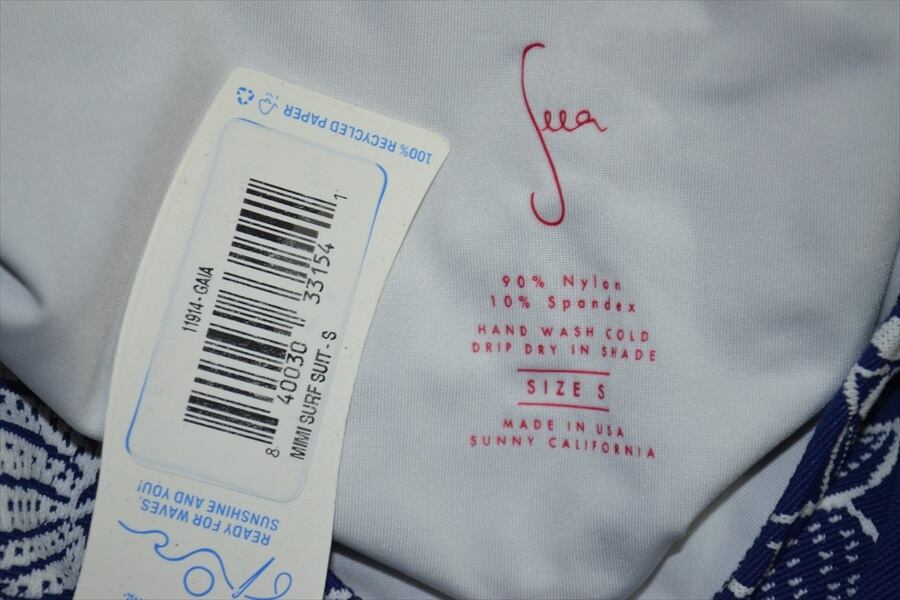 100% RECYCLED PAPER
11914 - GAIA
8 40030 33154 1
MIMI SURF SUIT - S
READY FOR WAVES,
SUNSHINE AND YOU!
Seea
90% Nylon
10% Spandex
HAND WASH COLD
DRIP DRY IN SHADE
SIZE S
MADE IN USA
SUNNY CALIFORNIA